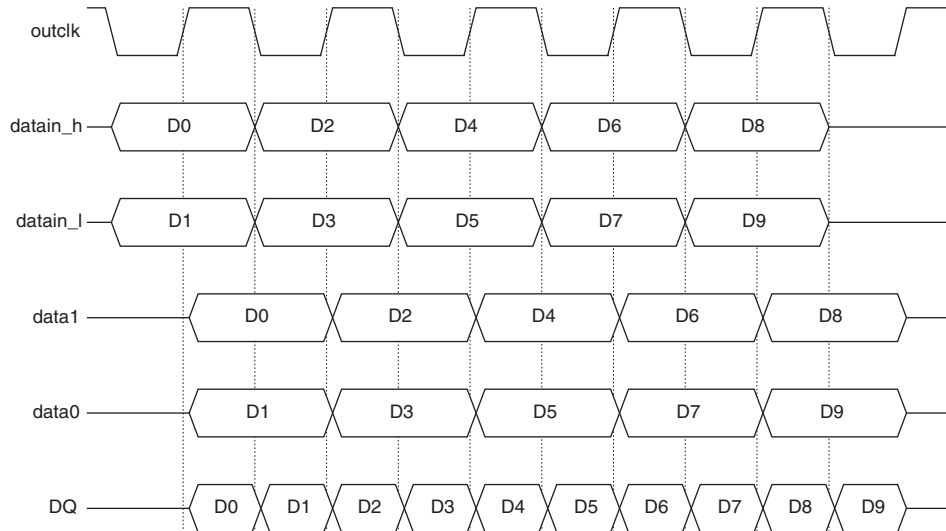 outclk
datain_h D0 D2 D4 D6 D8
datain_l D1 D3 D5 D7 D9
data1 D0 D2 D4 D6 D8
data0 D1 D3 D5 D7 D9
DQ D0 D1 D2 D3 D4 D5 D6 D7 D8 D9